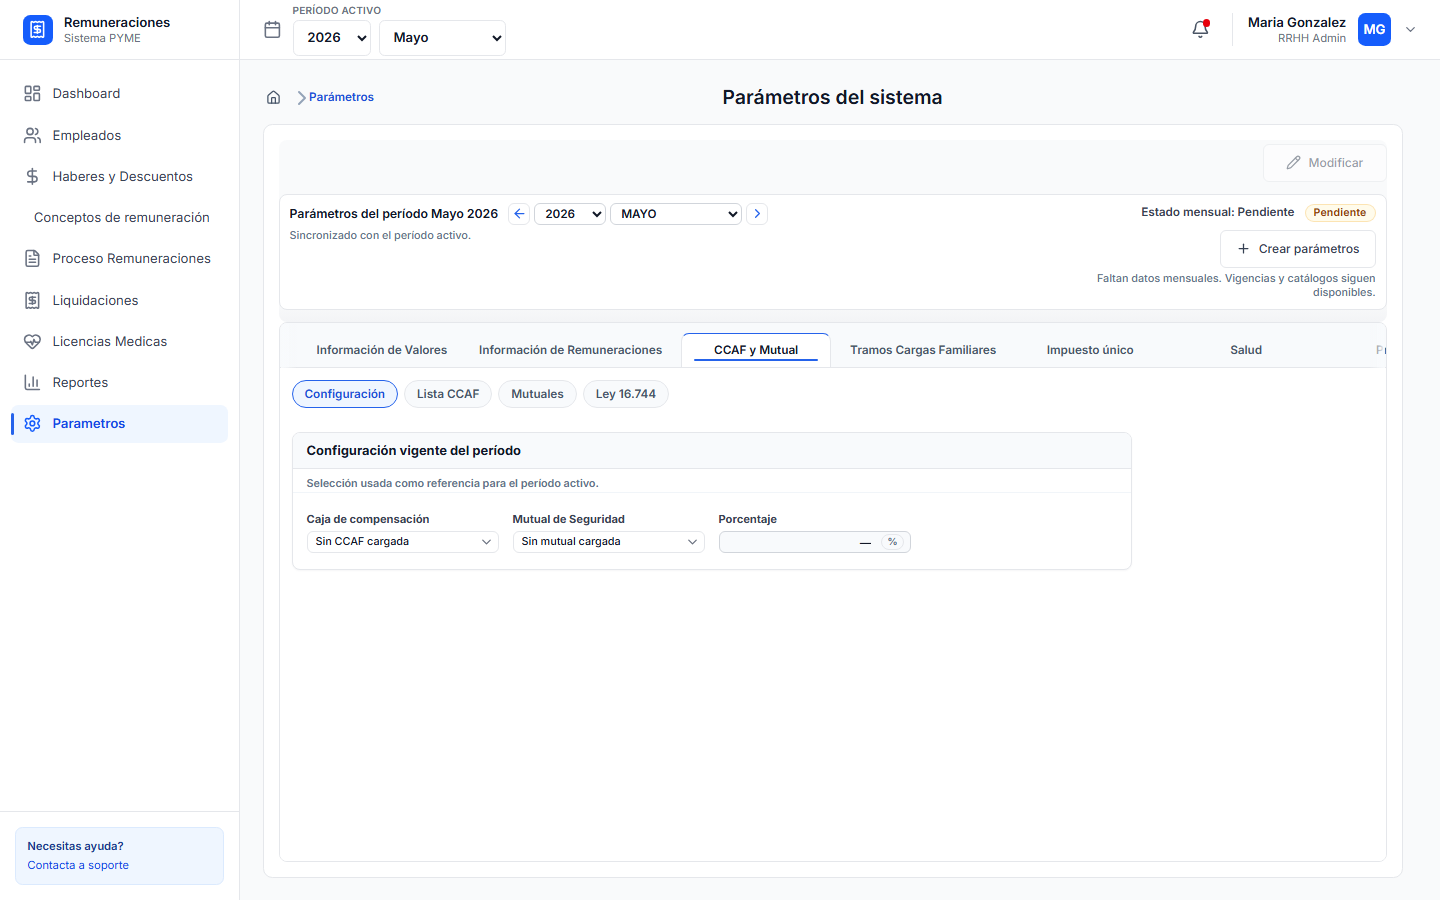 Remuneraciones
Sistema PYME
PERÍODO ACTIVO
2026
Mayo
Maria Gonzalez
RRHH Admin
MG
Dashboard
Empleados
Haberes y Descuentos
Conceptos de remuneración
Proceso Remuneraciones
Liquidaciones
Licencias Medicas
Reportes
Parametros
Necesitas ayuda?
Contacta a soporte
Parámetros
Parámetros del sistema
Modificar
Parámetros del período Mayo 2026
2026
MAYO
Sincronizado con el período activo.
Estado mensual: Pendiente
Pendiente
Crear parámetros
Faltan datos mensuales. Vigencias y catálogos siguen
disponibles.
Información de Valores
Información de Remuneraciones
CCAF y Mutual
Tramos Cargas Familiares
Impuesto único
Salud
Configuración
Lista CCAF
Mutuales
Ley 16.744
Configuración vigente del período
Selección usada como referencia para el período activo.
Caja de compensación
Mutual de Seguridad
Porcentaje
Sin CCAF cargada
Sin mutual cargada
— %